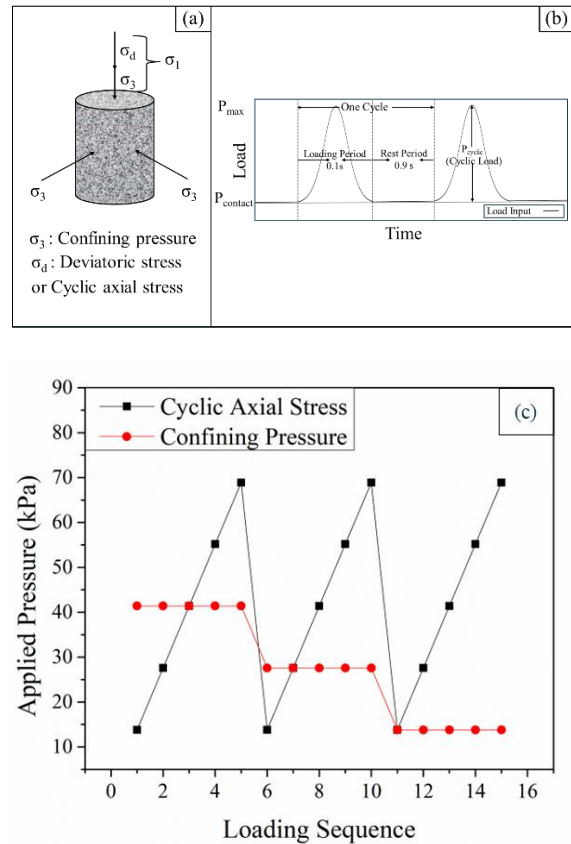 (a)
σd
σ1
σ3
σ3
σ3
σ3 : Confining pressure
σd : Deviatoric stress
or Cyclic axial stress
(b)
Pmax
One Cycle
Loading Period
0.1s
Rest Period
0.9 s
Pcyclic
(Cyclic Load)
Load
Pcontact
Load Input
Time
(c)
Cyclic Axial Stress
Confining Pressure
90
80
70
60
50
40
30
20
10
Applied Pressure (kPa)
0 2 4 6 8 10 12 14 16
Loading Sequence